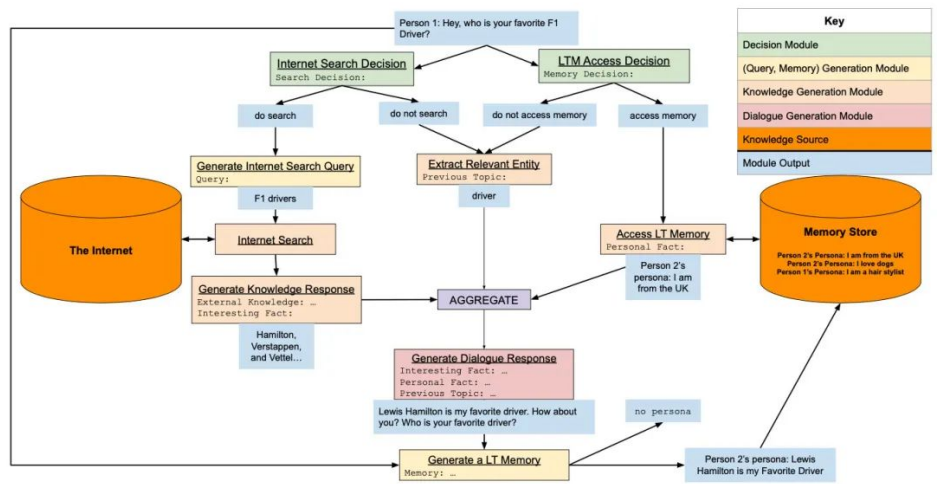 Person 1: Hey, who is your favorite F1
Driver?
Key
Decision Module
(Query, Memory) Generation Module
Knowledge Generation Module
Dialogue Generation Module
Knowledge Source
Module Output
Internet Search Decision
Search Decision:
LTM Access Decision
Memory Decision:
do search
do not search
do not access memory
access memory
Generate Internet Search Query
Query:
F1 drivers
Extract Relevant Entity
Previous Topic:
driver
The Internet
Internet Search
Access LT Memory
Personal Fact:
Person 2's
persona: I am
from the UK
Memory Store
Person 2's Persona: I am from the UK
Person 2's Persona: I love dogs
Person 1's Persona: I am a hair stylist
Generate Knowledge Response
External Knowledge: …
Interesting Fact:
Hamilton,
Verstappen,
and Vettel…
AGGREGATE
Generate Dialogue Response
Interesting Fact: …
Personal Fact: …
Previous Topic: …
Lewis Hamilton is my favorite driver. How about
you? Who is your favorite driver?
no persona
Generate a LT Memory
Memory: …
Person 2's persona: Lewis
Hamilton is my Favorite Driver